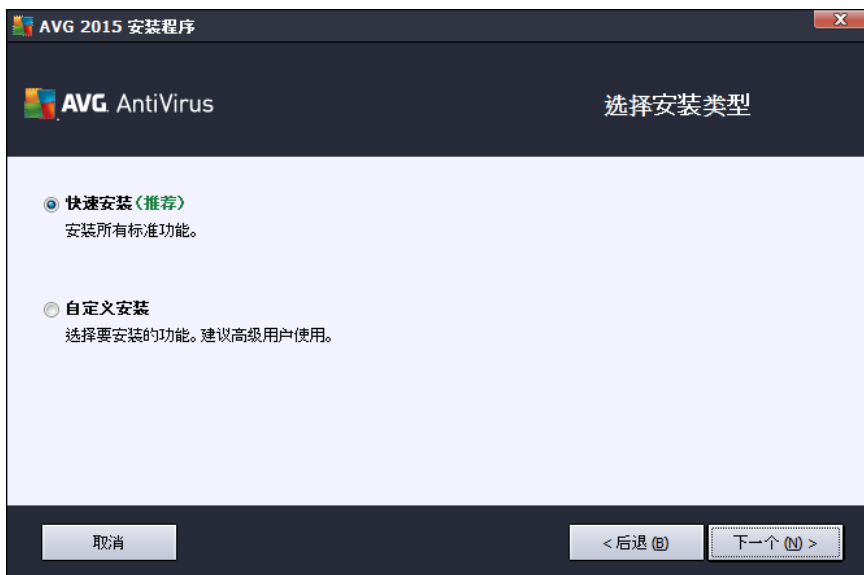 AVG 2015 安装程序
AVG. AntiVirus
选择安装类型
快速安装(推荐)
安装所有标准功能。
自定义安装
选择要安装的功能。建议高级用户使用。
取消
<后退 (B)
下一个 (N) >